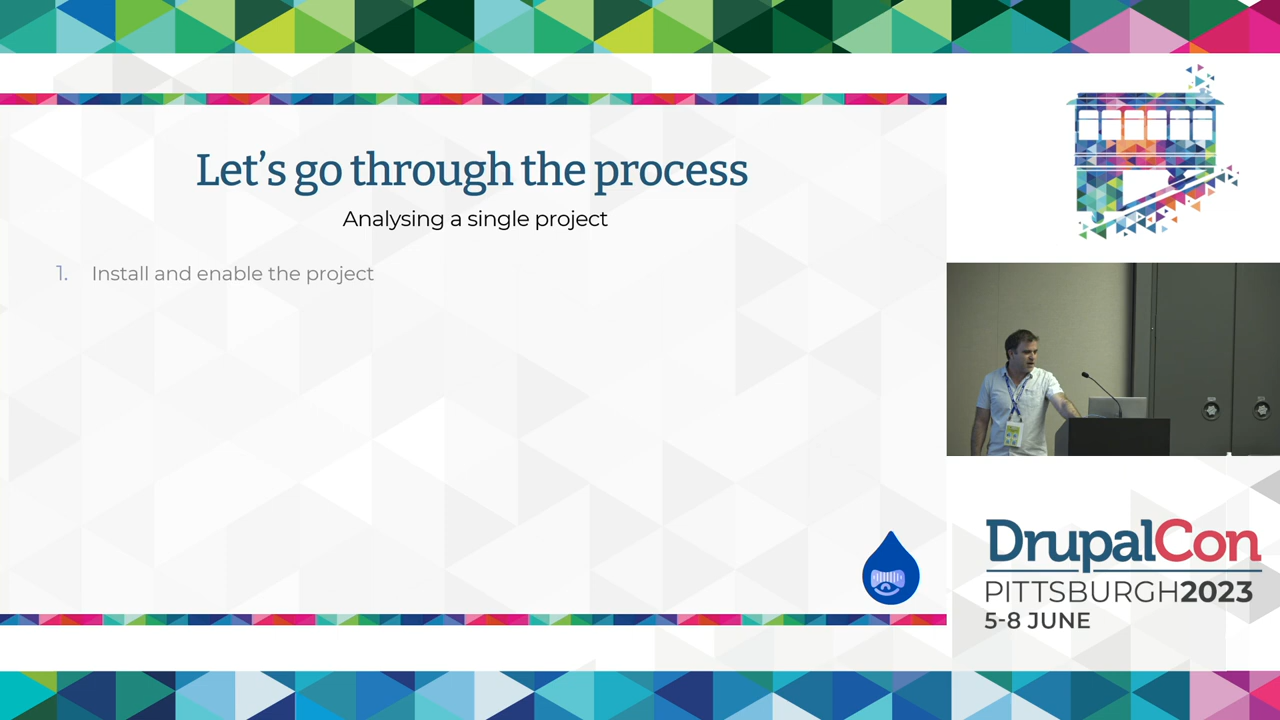 Let's go through the process
Analysing a single project
1. Install and enable the project
DrupalCon
PITTSBURGH2023
5-8 JUNE